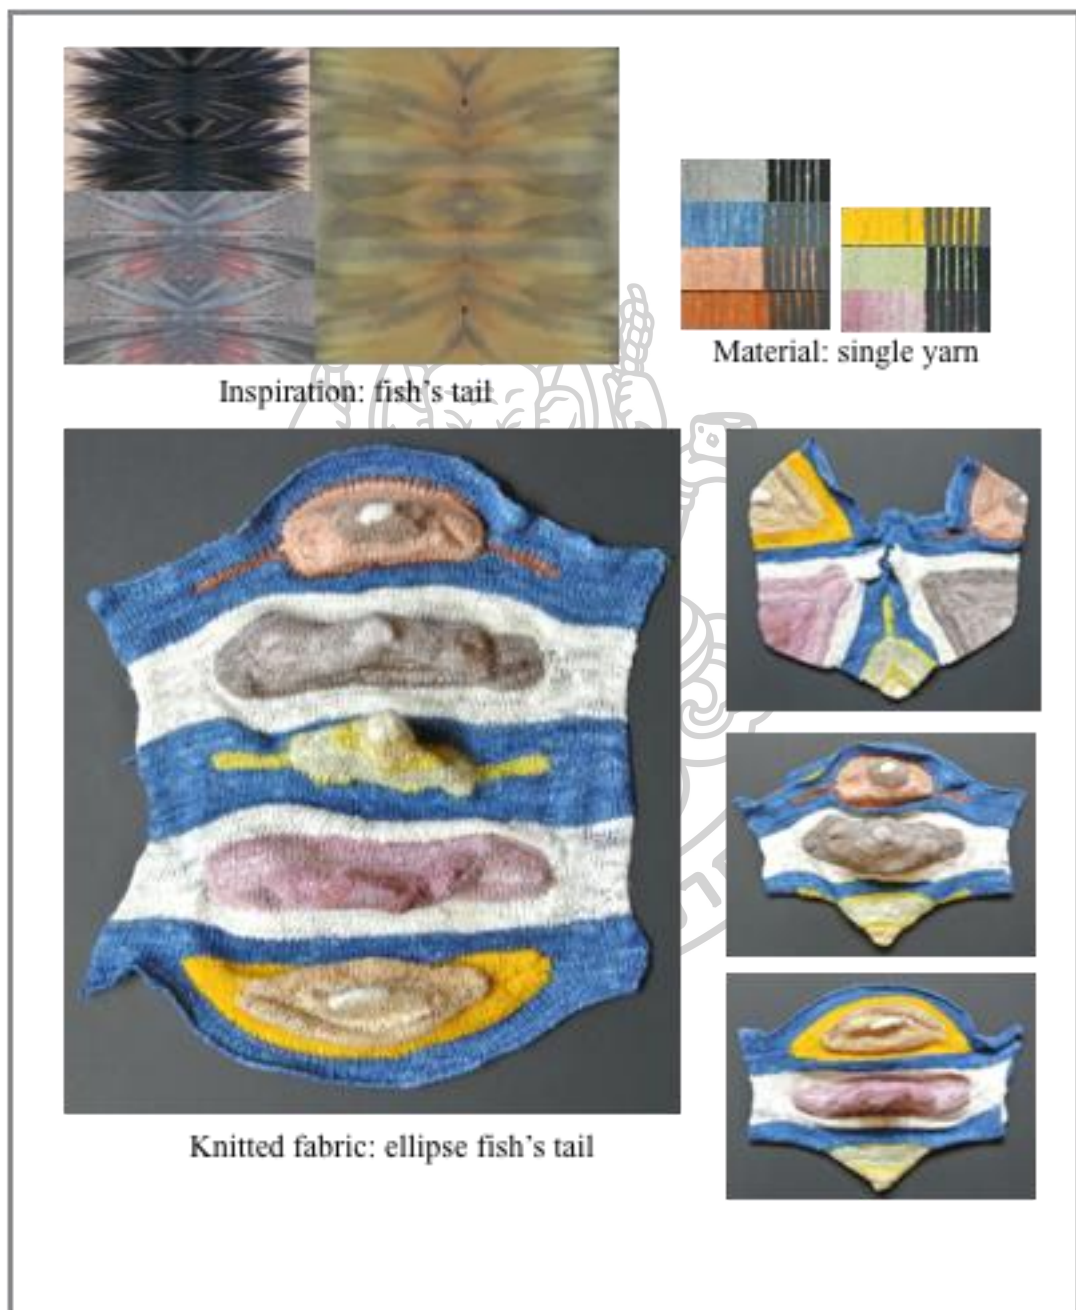 Material: single yarn
Inspiration: fish's tail
Knitted fabric: ellipse fish's tail